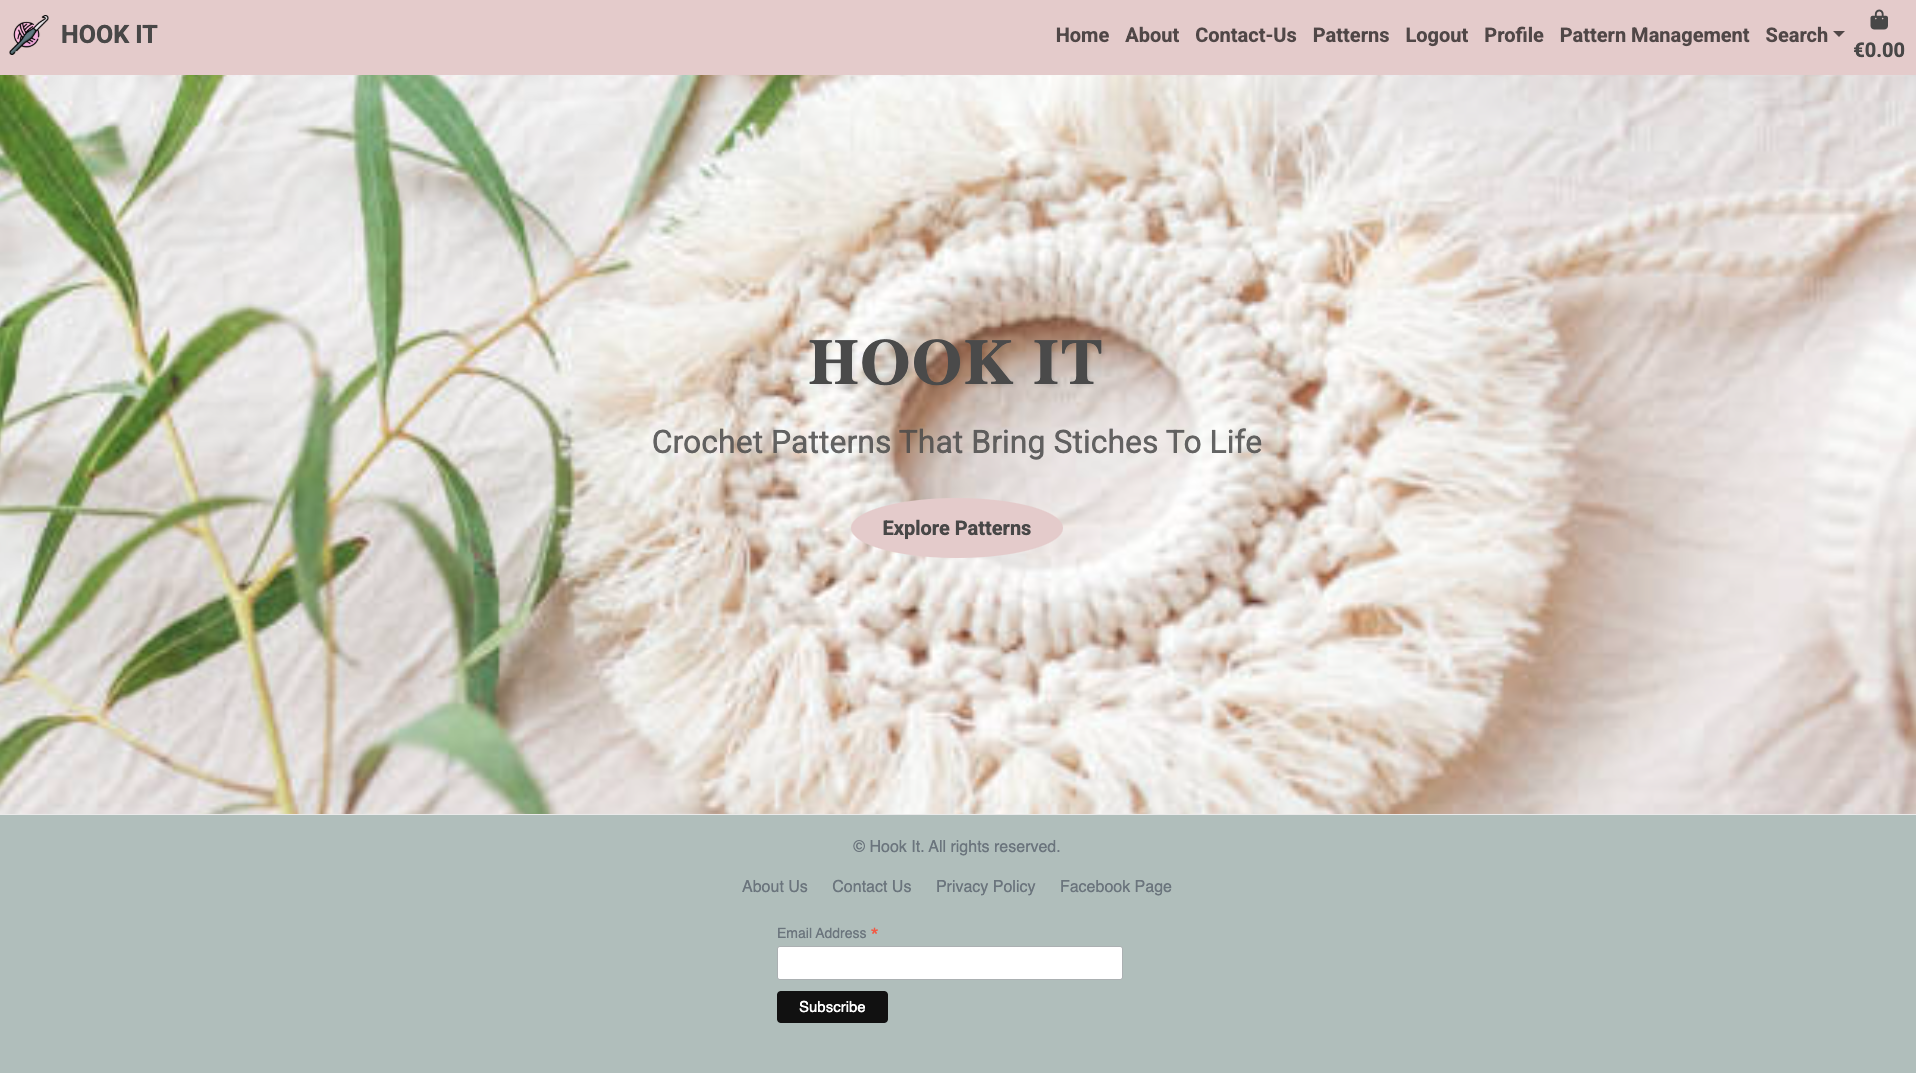 HOOK IT
Home About Contact-Us Patterns Logout Profile Pattern Management Search
€0.00
HOOK IT
Crochet Patterns That Bring Stiches To Life
Explore Patterns
© Hook It. All rights reserved.
About Us Contact Us Privacy Policy Facebook Page
Email Address *
Subscribe